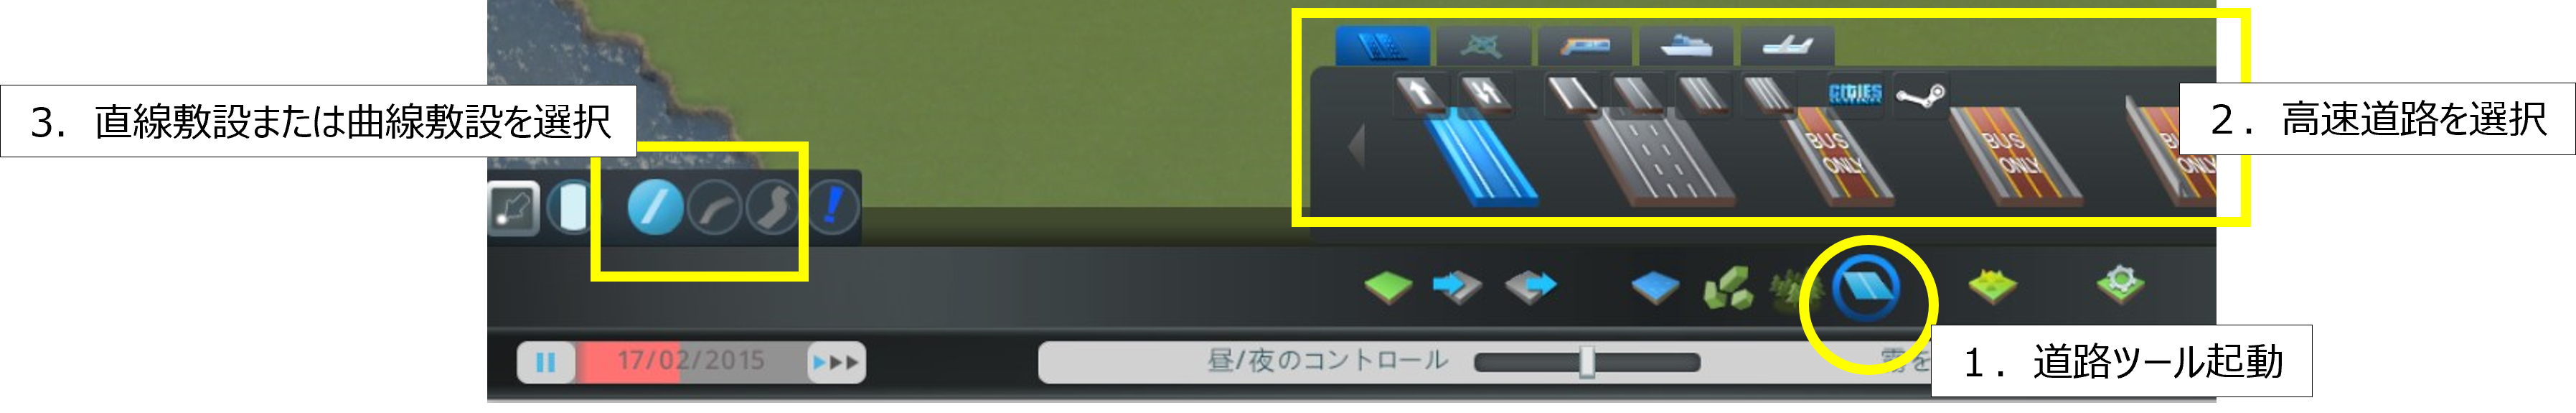 3. 直線敷設または曲線敷設を選択
CITIES
BUS ONLY
BUS ONLY
2. 高速道路を選択
17/02/2015
昼/夜のコントロール
1. 道路ツール起動